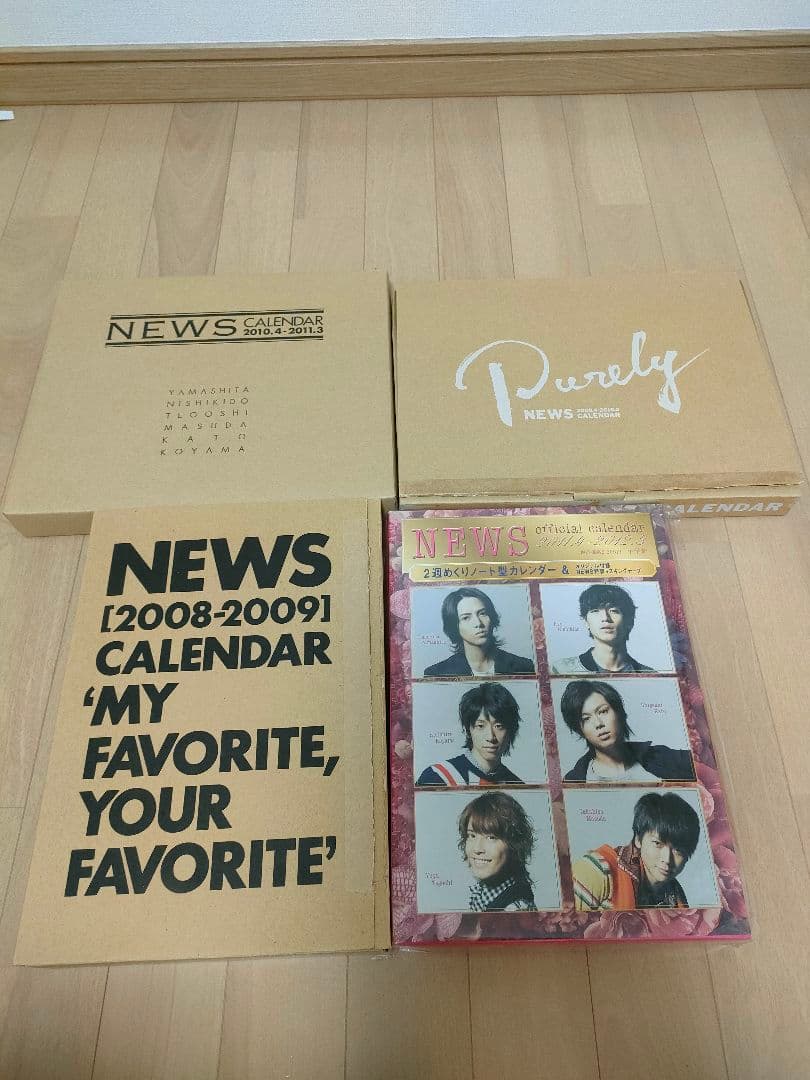 NEWS CALENDAR
2010.4-2011.3
YAMASHITA
NISHIKIDO
TEGOSHI
MASUDA
KATO
KOYAMA
Purely
NEWS CALENDAR
CALENDAR
NEWS
[2008-2009]
CALENDAR
‘MY
FAVORITE,
YOUR
FAVORITE’
NEWS official calendar
2011.4-2012.3
2週めくりノート型カレンダー &